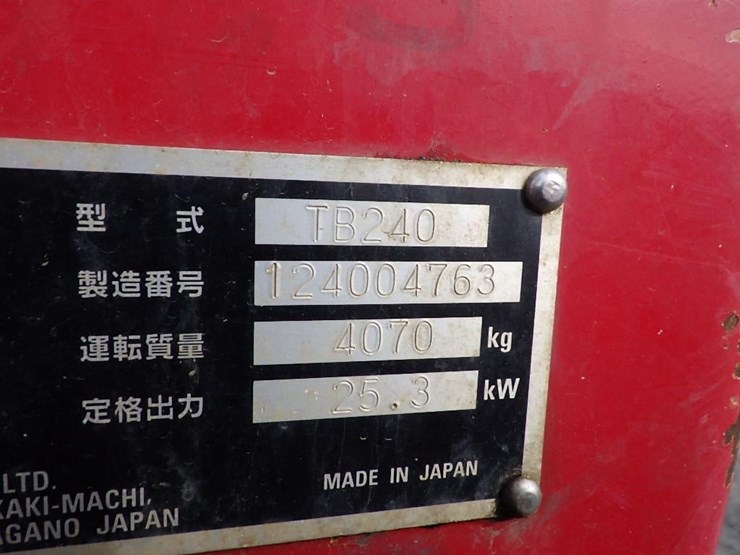 型式 TB240
製造番号 124004763
運転質量 4070 kg
定格出力 25.3 kW
LTD.
KAKI-MACHI, MADE IN JAPAN
AGANO JAPAN